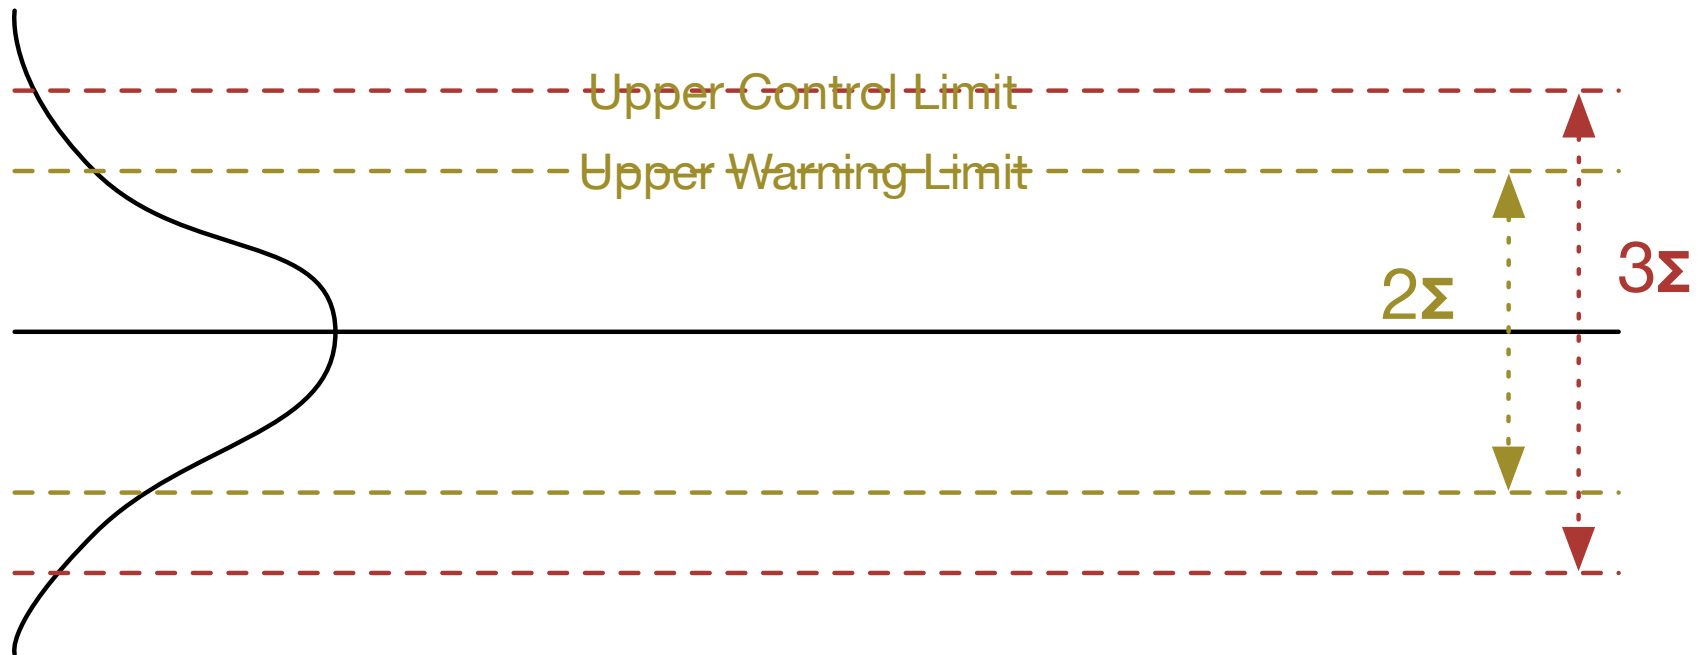 Upper Control Limit
Upper Warning Limit
3Σ
2Σ